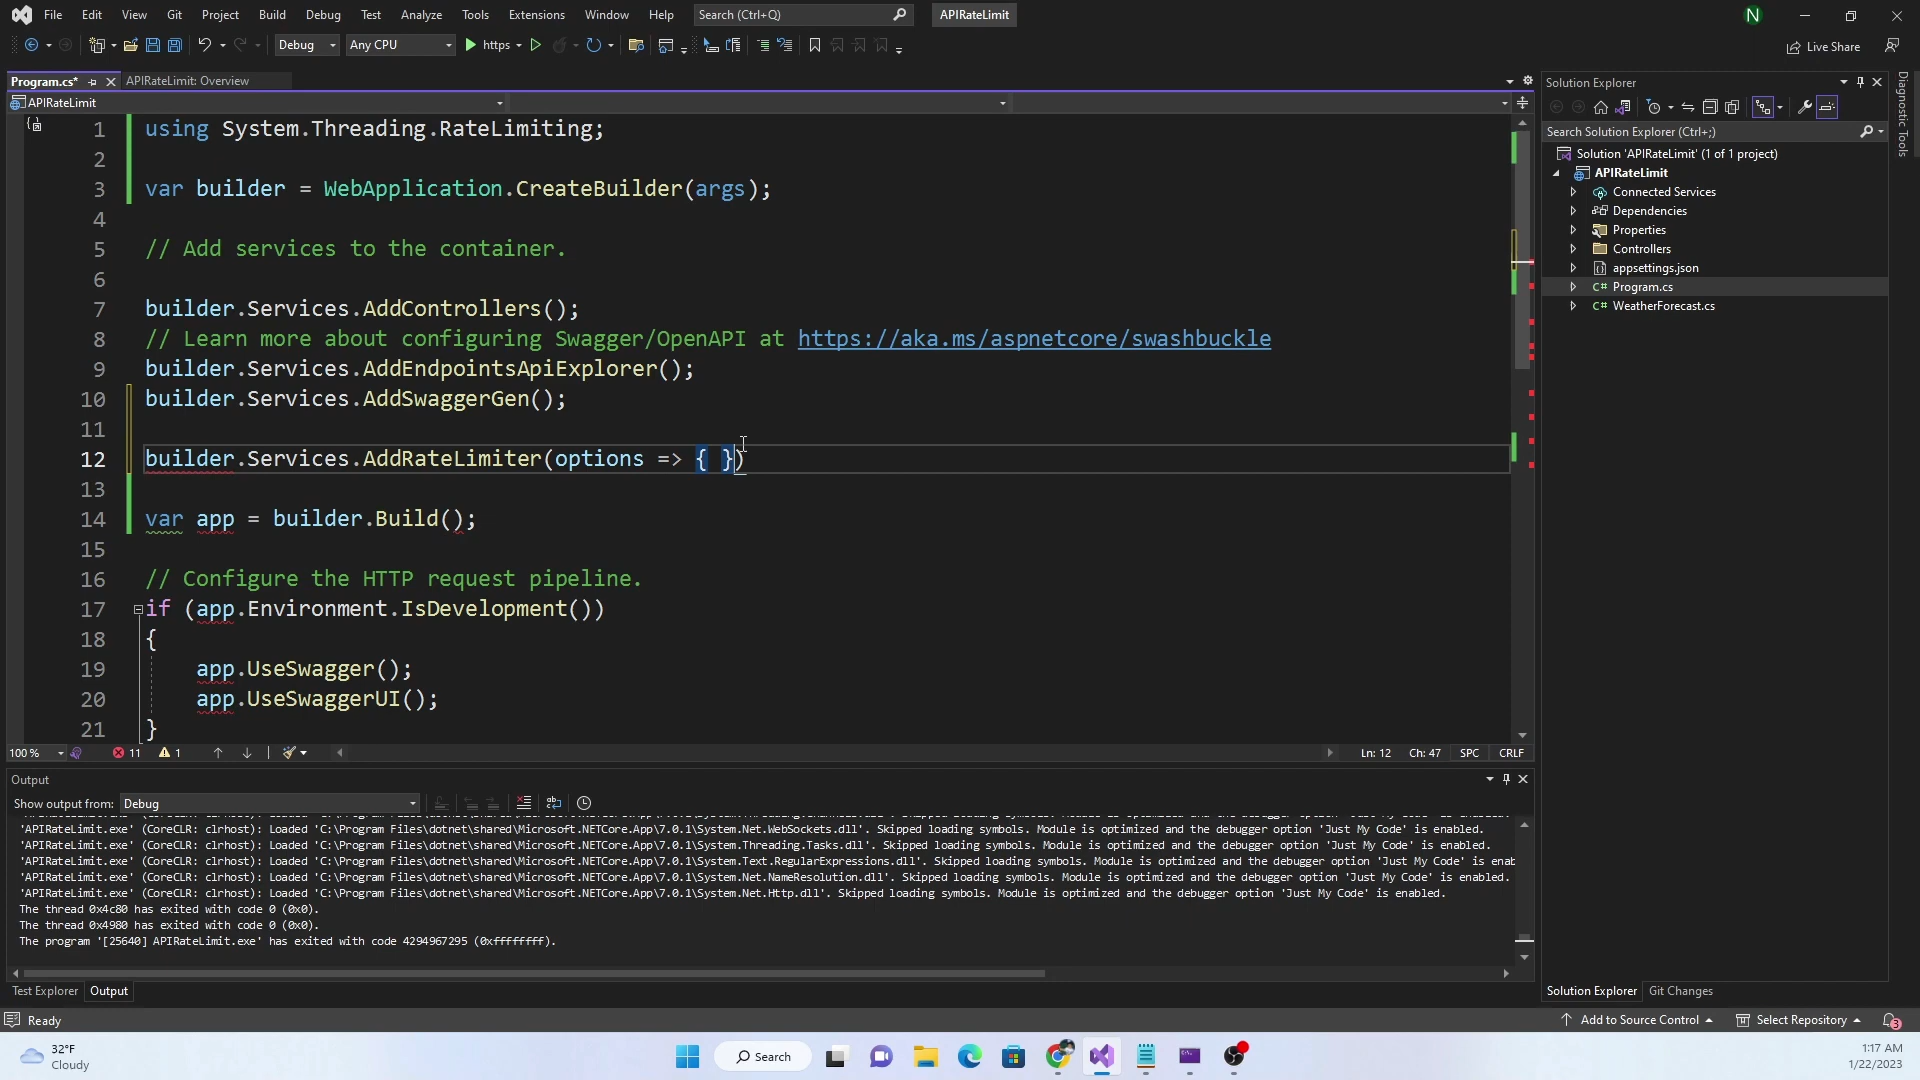 File Edit View Git Project Build Debug Test Analyze Tools Extensions Window Help Search (Ctrl+Q) APIRateLimit N
Debug Any CPU https Live Share
Program.cs* APIRateLimit: Overview
APIRateLimit
1 using System.Threading.RateLimiting;
2
3 var builder = WebApplication.CreateBuilder(args);
4
5 // Add services to the container.
6
7 builder.Services.AddControllers();
8 // Learn more about configuring Swagger/OpenAPI at https://aka.ms/aspnetcore/swashbuckle
9 builder.Services.AddEndpointsApiExplorer();
10 builder.Services.AddSwaggerGen();
11
12 builder.Services.AddRateLimiter(options => { })
13
14 var app = builder.Build();
15
16 // Configure the HTTP request pipeline.
17 if (app.Environment.IsDevelopment())
18 {
19 app.UseSwagger();
20 app.UseSwaggerUI();
21 }
100 % 11 1 Ln: 12 Ch: 47 SPC CRLF
Output
Show output from: Debug
'APIRateLimit.exe' (CoreCLR: clrhost): Loaded 'C:\Program Files\dotnet\shared\Microsoft.NETCore.App\7.0.1\System.Net.WebSockets.dll'. Skipped loading symbols. Module is optimized and the debugger option 'Just My Code' is enabled.
'APIRateLimit.exe' (CoreCLR: clrhost): Loaded 'C:\Program Files\dotnet\shared\Microsoft.NETCore.App\7.0.1\System.Threading.Tasks.dll'. Skipped loading symbols. Module is optimized and the debugger option 'Just My Code' is enabled.
'APIRateLimit.exe' (CoreCLR: clrhost): Loaded 'C:\Program Files\dotnet\shared\Microsoft.NETCore.App\7.0.1\System.Text.RegularExpressions.dll'. Skipped loading symbols. Module is optimized and the debugger option 'Just My Code' is enab
'APIRateLimit.exe' (CoreCLR: clrhost): Loaded 'C:\Program Files\dotnet\shared\Microsoft.NETCore.App\7.0.1\System.Net.NameResolution.dll'. Skipped loading symbols. Module is optimized and the debugger option 'Just My Code' is enabled.
'APIRateLimit.exe' (CoreCLR: clrhost): Loaded 'C:\Program Files\dotnet\shared\Microsoft.NETCore.App\7.0.1\System.Net.Http.dll'. Skipped loading symbols. Module is optimized and the debugger option 'Just My Code' is enabled.
The thread 0x4c80 has exited with code 0 (0x0).
The thread 0x4980 has exited with code 0 (0x0).
The program '[25640] APIRateLimit.exe' has exited with code 4294967295 (0xffffffff).
Test Explorer Output
Solution Explorer
Search Solution Explorer (Ctrl+;)
Solution 'APIRateLimit' (1 of 1 project)
APIRateLimit
Connected Services
Dependencies
Properties
Controllers
appsettings.json
C# Program.cs
C# WeatherForecast.cs
Solution Explorer Git Changes
Diagnostic Tools
Ready Add to Source Control Select Repository 3
32°F
Cloudy
Search
1:17 AM
1/22/2023